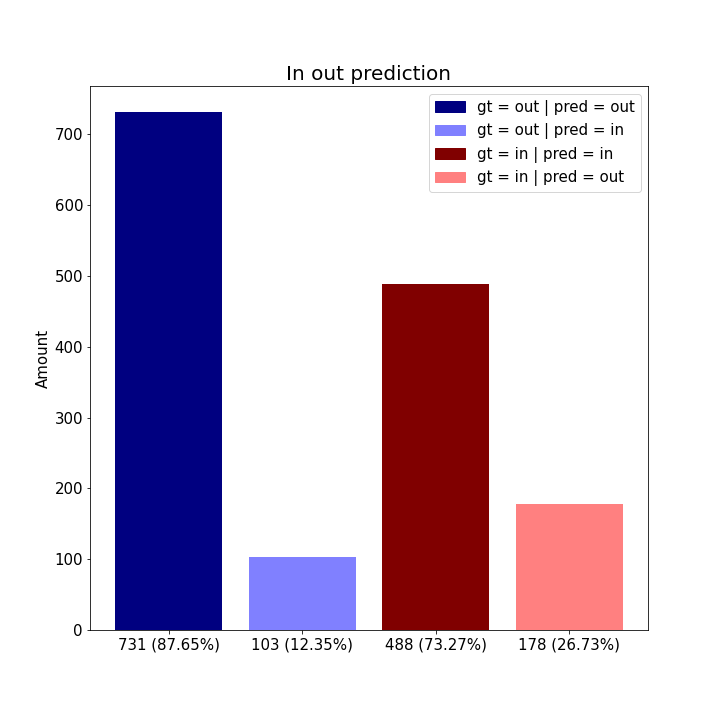 In out prediction
gt = out | pred = out
gt = out | pred = in
gt = in | pred = in
gt = in | pred = out
Amount
700
600
500
400
300
200
100
0
731 (87.65%) 103 (12.35%) 488 (73.27%) 178 (26.73%)